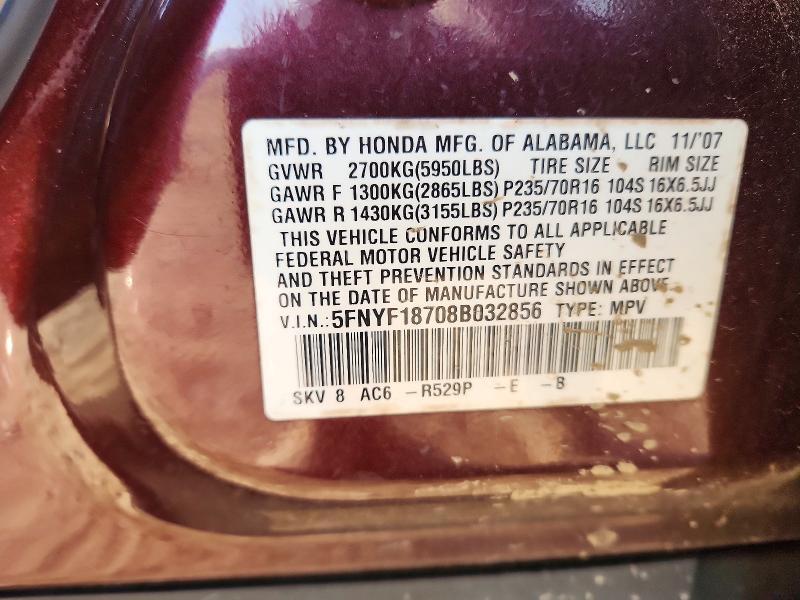 MFD. BY HONDA MFG. OF ALABAMA, LLC 11/'07
GVWR 2700KG(5950LBS) TIRE SIZE RIM SIZE
GAWR F 1300KG(2865LBS) P235/70R16 104S 16X6.5JJ
GAWR R 1430KG(3155LBS) P235/70R16 104S 16X6.5JJ
THIS VEHICLE CONFORMS TO ALL APPLICABLE
FEDERAL MOTOR VEHICLE SAFETY
AND THEFT PREVENTION STANDARDS IN EFFECT
ON THE DATE OF MANUFACTURE SHOWN ABOVE.
V.I.N.: 5FNYF18708B032856 TYPE: MPV
SKV 8 AC6 -R529P -E -B